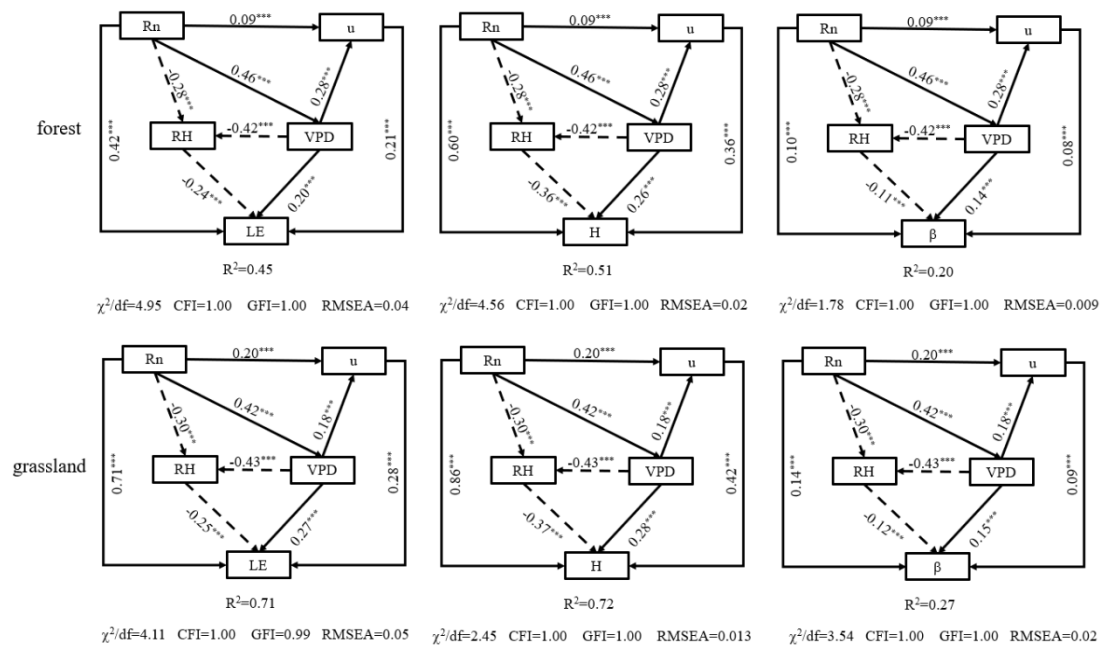 forest
Rn
0.09***
u
-0.28***
0.46***
0.28***
RH
-0.42***
VPD
0.42***
0.21***
-0.24***
0.20***
LE
R²=0.45
χ²/df=4.95 CFI=1.00 GFI=1.00 RMSEA=0.04
Rn
0.09***
u
-0.28***
0.46***
0.28***
RH
-0.42***
VPD
0.60***
0.36***
-0.36***
0.26***
H
R²=0.51
χ²/df=4.56 CFI=1.00 GFI=1.00 RMSEA=0.02
Rn
0.09***
u
-0.28***
0.46***
0.28***
RH
-0.42***
VPD
0.10***
0.08***
-0.11***
0.14***
β
R²=0.20
χ²/df=1.78 CFI=1.00 GFI=1.00 RMSEA=0.009
grassland
Rn
0.20***
u
-0.30***
0.42***
0.18***
RH
-0.43***
VPD
0.71***
0.28***
-0.25***
0.27***
LE
R²=0.71
χ²/df=4.11 CFI=1.00 GFI=0.99 RMSEA=0.05
Rn
0.20***
u
-0.30***
0.42***
0.18***
RH
-0.43***
VPD
0.86***
0.42***
-0.37***
0.28***
H
R²=0.72
χ²/df=2.45 CFI=1.00 GFI=1.00 RMSEA=0.013
Rn
0.20***
u
-0.30***
0.42***
0.18***
RH
-0.43***
VPD
0.14***
0.09***
-0.12***
0.15***
β
R²=0.27
χ²/df=3.54 CFI=1.00 GFI=1.00 RMSEA=0.02